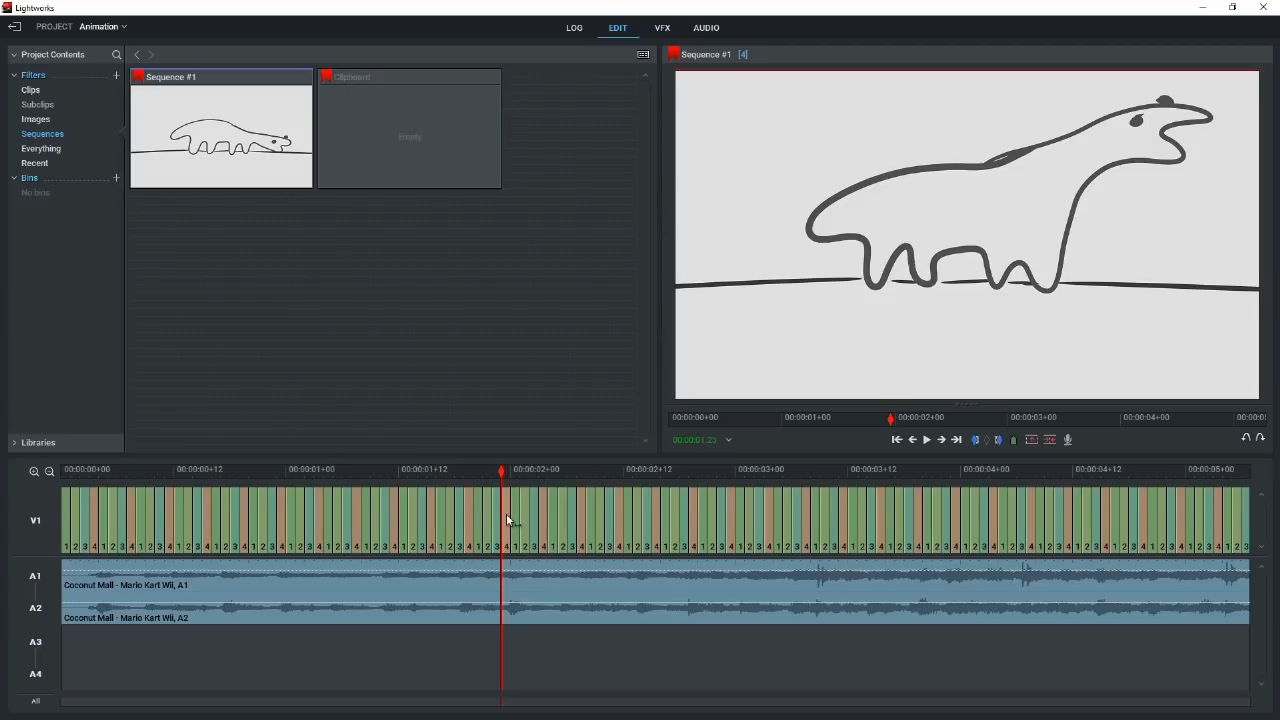 Lightworks
PROJECT Animation
LOG EDIT VFX AUDIO
Project Contents
Filters
Clips
Subclips
Images
Sequences
Everything
Recent
Bins
No bins
Libraries
Sequence #1
Clipboard
Empty
Sequence #1 [4]
00:00:00+00 00:00:01+00 00:00:02+00 00:00:03+00 00:00:04+00 00:00:0
00:00:01.23
00:00:00+00 00:00:00+12 00:00:01+00 00:00:01+12 00:00:02+00 00:00:02+12 00:00:03+00 00:00:03+12 00:00:04+00 00:00:04+12 00:00:05+00
V1
A1
Coconut Mall - Mario Kart Wii, A1
A2
Coconut Mall - Mario Kart Wii, A2
A3
A4
All